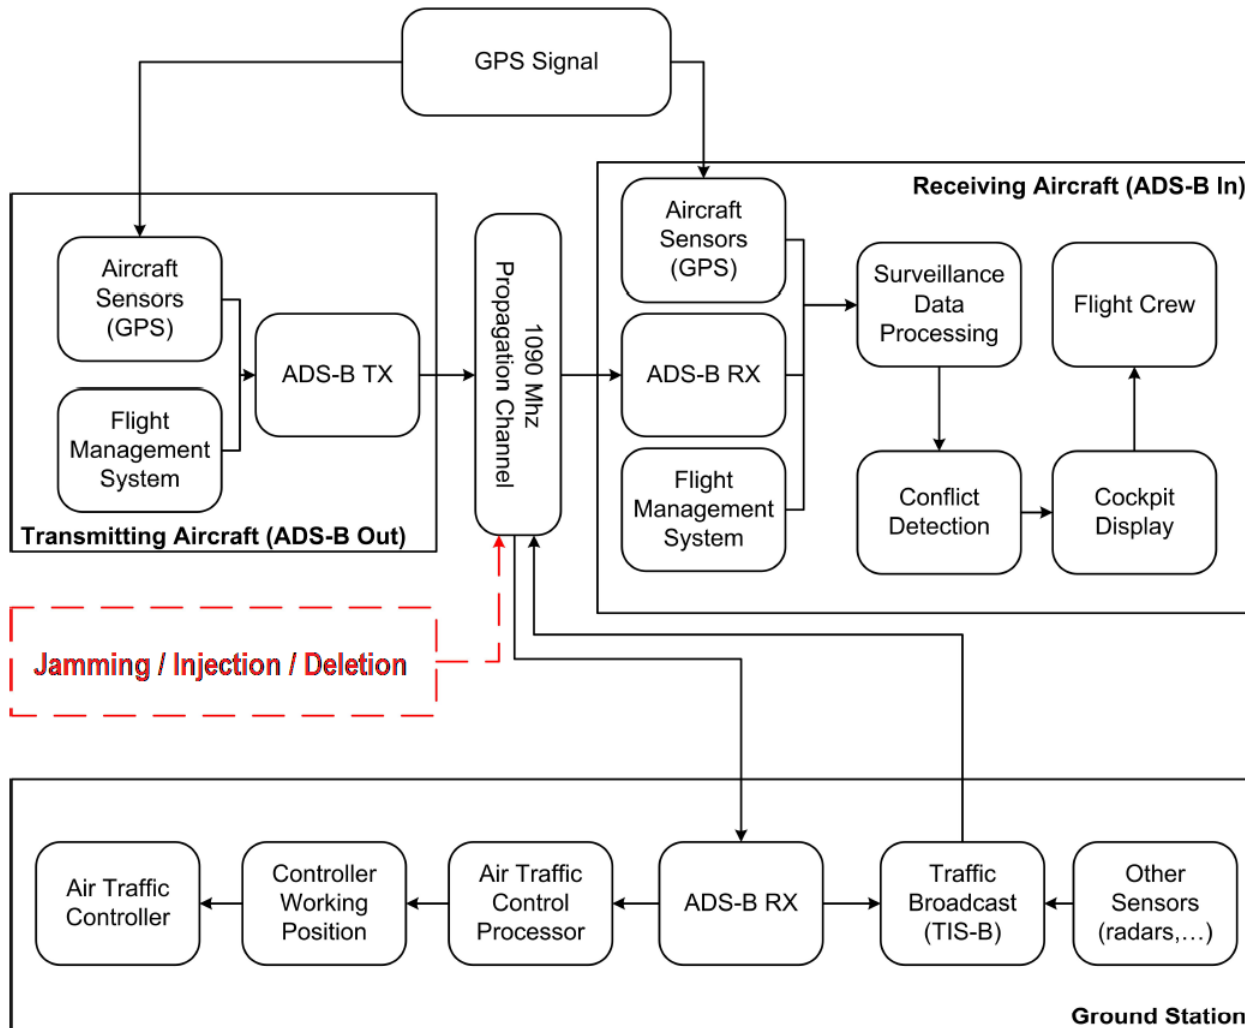 GPS Signal
Receiving Aircraft (ADS-B In)
Aircraft
Sensors
(GPS)
Flight
Management
System
ADS-B TX
Transmitting Aircraft (ADS-B Out)
1090 Mhz
Propagation Channel
Aircraft
Sensors
(GPS)
ADS-B RX
Flight
Management
System
Surveillance
Data
Processing
Flight Crew
Conflict
Detection
Cockpit
Display
Jamming / Injection / Deletion
Air Traffic
Controller
Controller
Working
Position
Air Traffic
Control
Processor
ADS-B RX
Traffic
Broadcast
(TIS-B)
Other
Sensors
(radars,...)
Ground Station